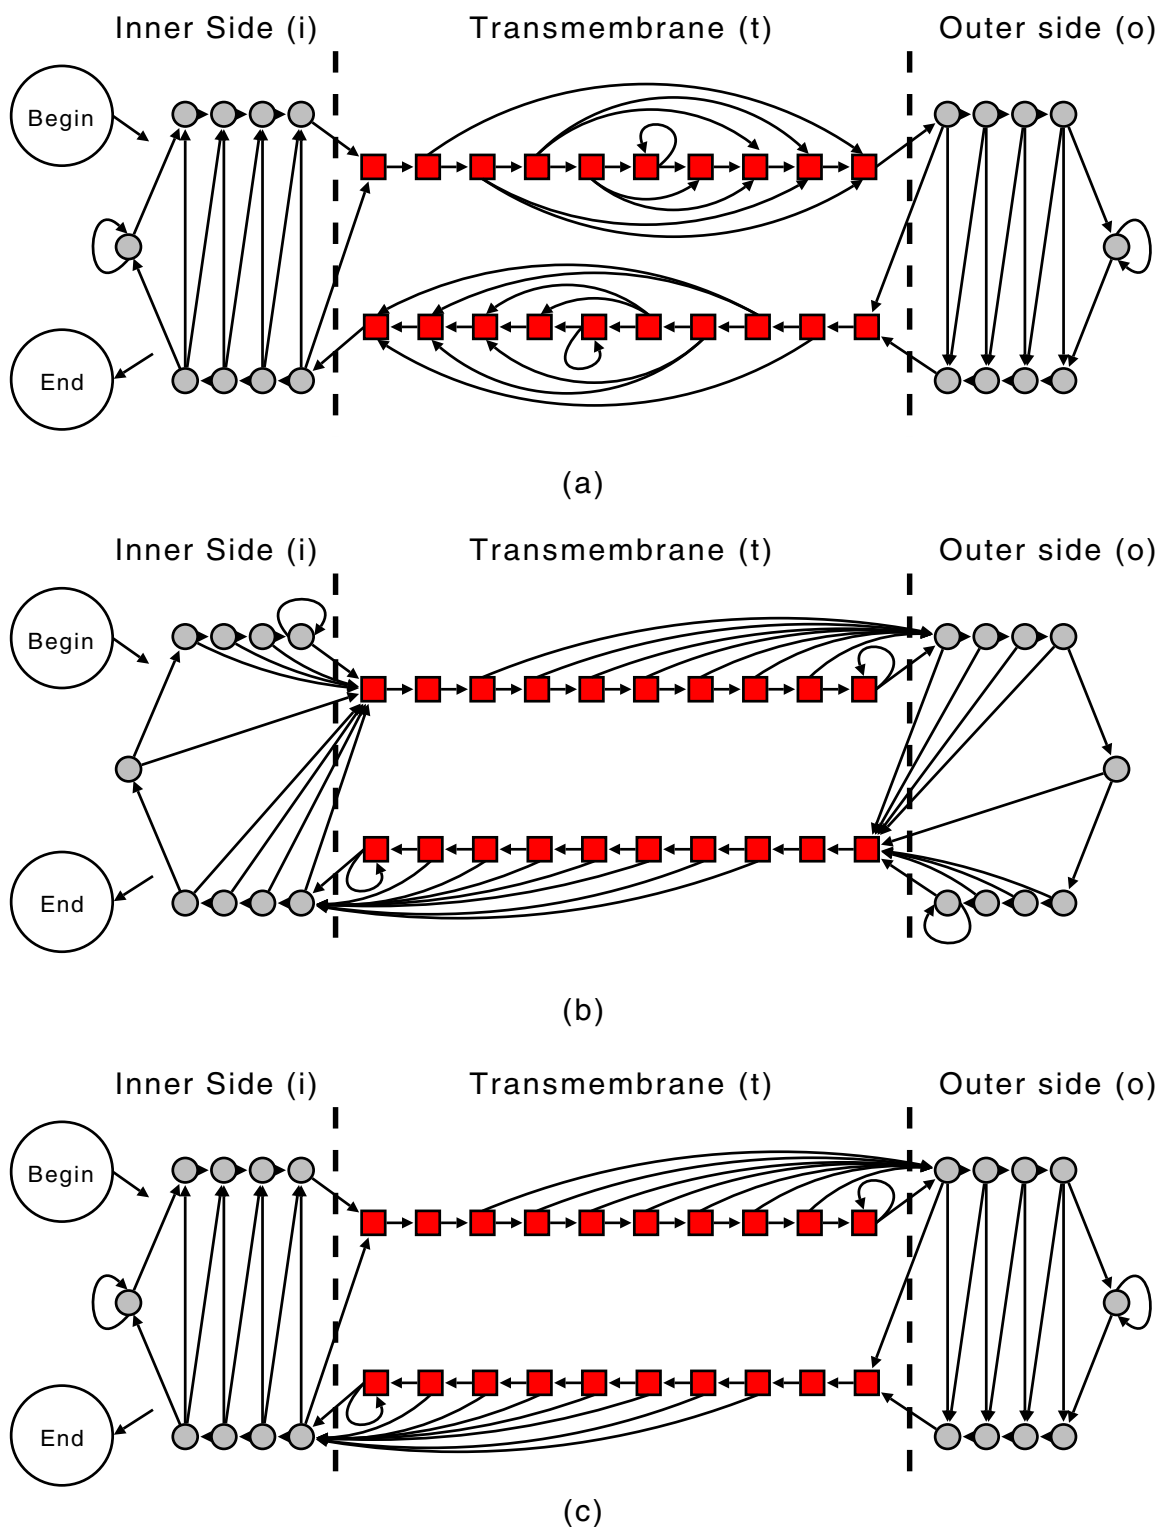 Inner Side (i) Transmembrane (t) Outer side (o)
Begin
End
(a)
Inner Side (i) Transmembrane (t) Outer side (o)
Begin
End
(b)
Inner Side (i) Transmembrane (t) Outer side (o)
Begin
End
(c)